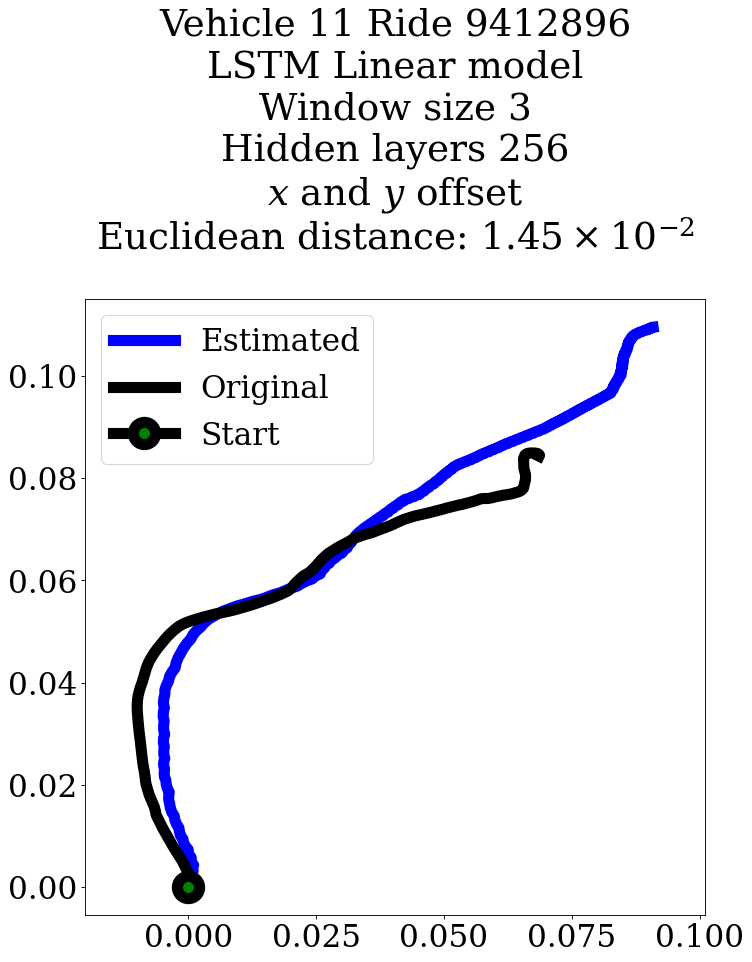 Vehicle 11 Ride 9412896
LSTM Linear model
Window size 3
Hidden layers 256
x and y offset
Euclidean distance: 1.45 × 10⁻²
Estimated
Original
Start
0.10
0.08
0.06
0.04
0.02
0.00
0.000 0.025 0.050 0.075 0.100